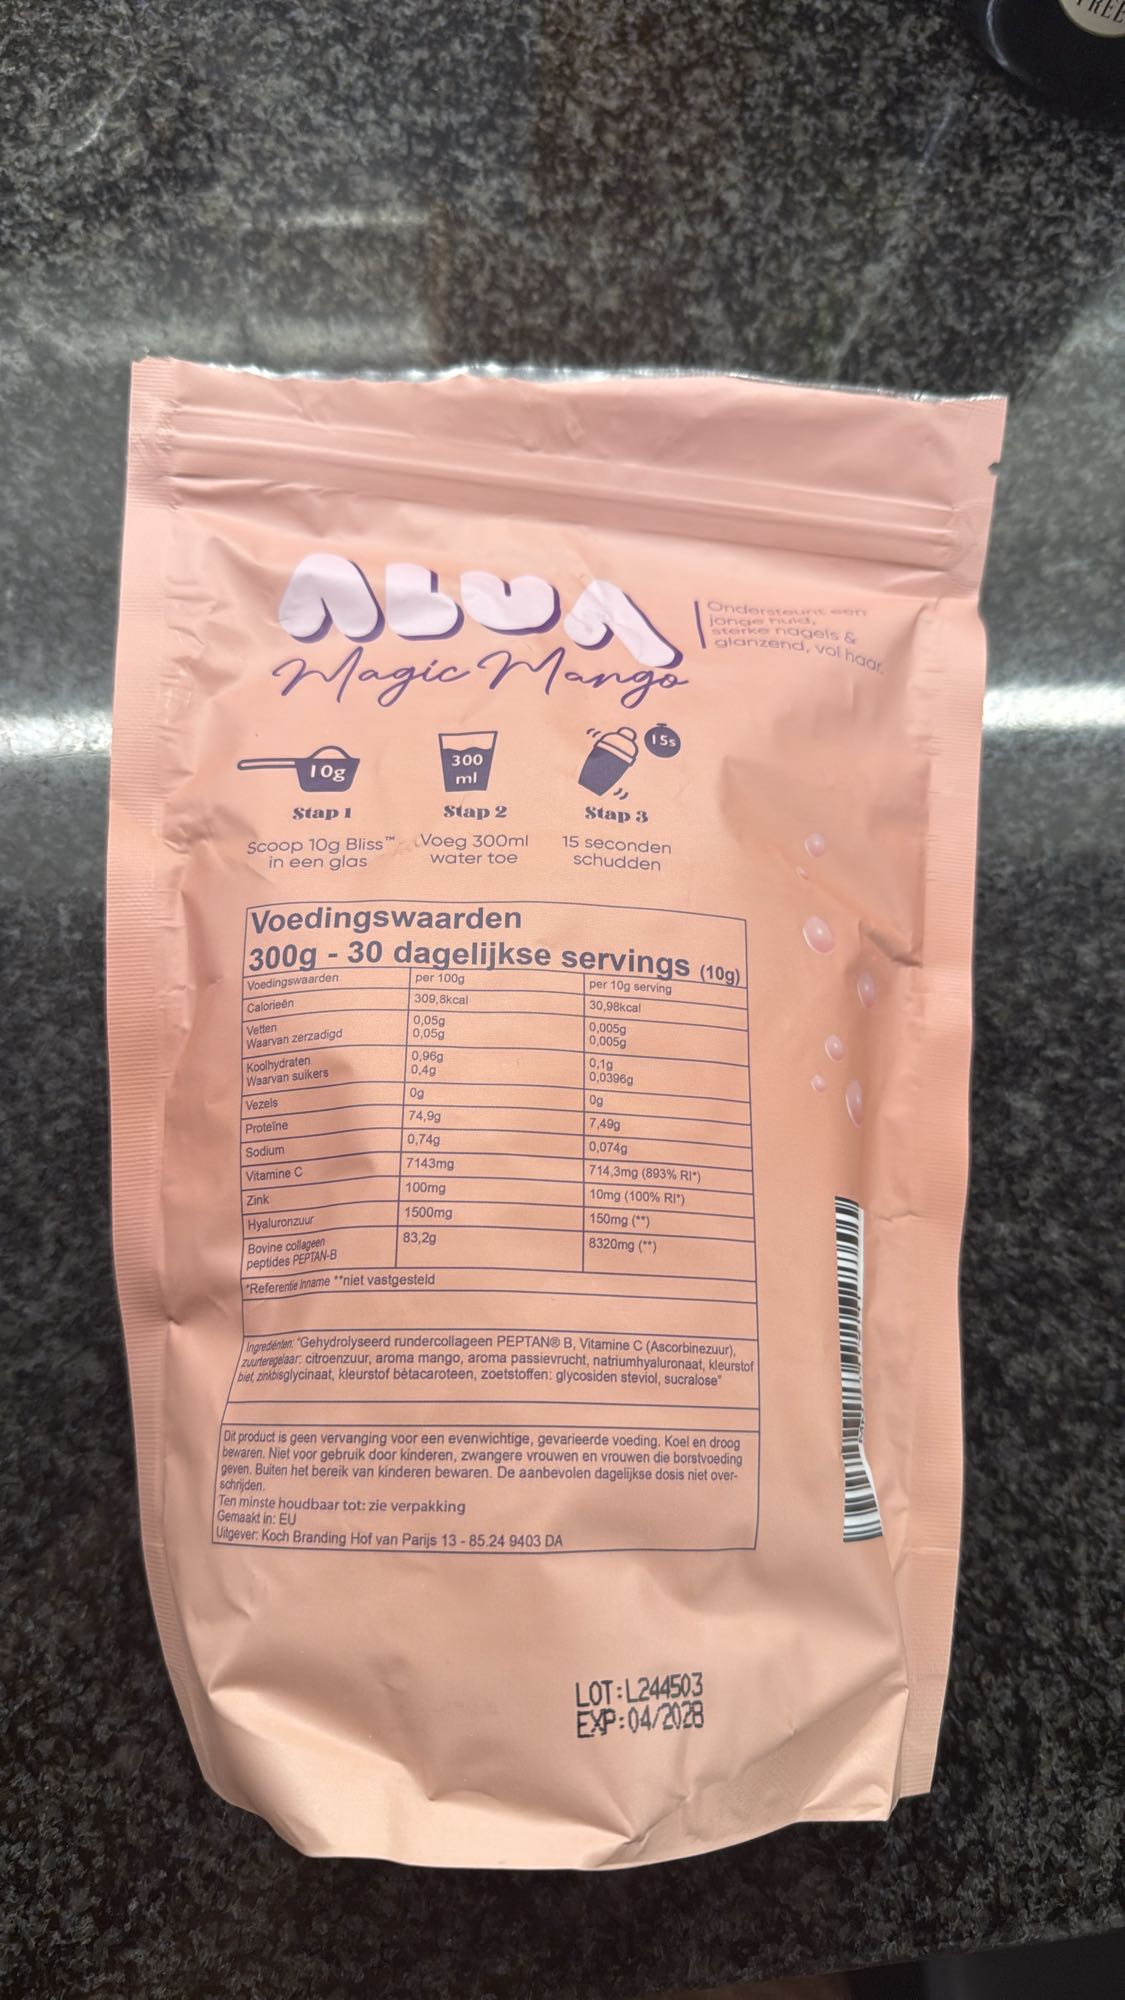 FREE
ALUA
Magic Mango
Ondersteunt een
jonge huid,
sterke nagels &
glanzend, vol haar.
10g
300
ml
15s
Stap 1
Stap 2
Stap 3
Scoop 10g Bliss™
in een glas
Voeg 300ml
water toe
15 seconden
schudden
Voedingswaarden
300g - 30 dagelijkse servings (10g)
Voedingswaarden per 100g per 10g serving
Calorieën 309,8kcal 30,98kcal
Vetten 0,05g 0,005g
Waarvan zerzadigd 0,05g 0,005g
Koolhydraten 0,96g 0,1g
Waarvan suikers 0,4g 0,0396g
Vezels 0g 0g
Proteïne 74,9g 7,49g
Sodium 0,74g 0,074g
Vitamine C 7143mg 714,3mg (893% RI*)
Zink 100mg 10mg (100% RI*)
Hyaluronzuur 1500mg 150mg (**)
Bovine collageen 83,2g 8320mg (**)
peptides PEPTAN-B
*Referentie Inname **niet vastgesteld
Ingrediënten: "Gehydrolyseerd rundercollageen PEPTAN® B, Vitamine C (Ascorbinezuur),
zuurteregelaar: citroenzuur, aroma mango, aroma passievrucht, natriumhyaluronaat, kleurstof
biet, zinkbisglycinaat, kleurstof bètacaroteen, zoetstoffen: glycosiden steviol, sucralose"
Dit product is geen vervanging voor een evenwichtige, gevarieerde voeding. Koel en droog
bewaren. Niet voor gebruik door kinderen, zwangere vrouwen en vrouwen die borstvoeding
geven. Buiten het bereik van kinderen bewaren. De aanbevolen dagelijkse dosis niet over-
schrijden.
Ten minste houdbaar tot: zie verpakking
Gemaakt in: EU
Uitgever: Koch Branding Hof van Parijs 13 - 85.24 9403 DA
LOT:L244503
EXP:04/2028